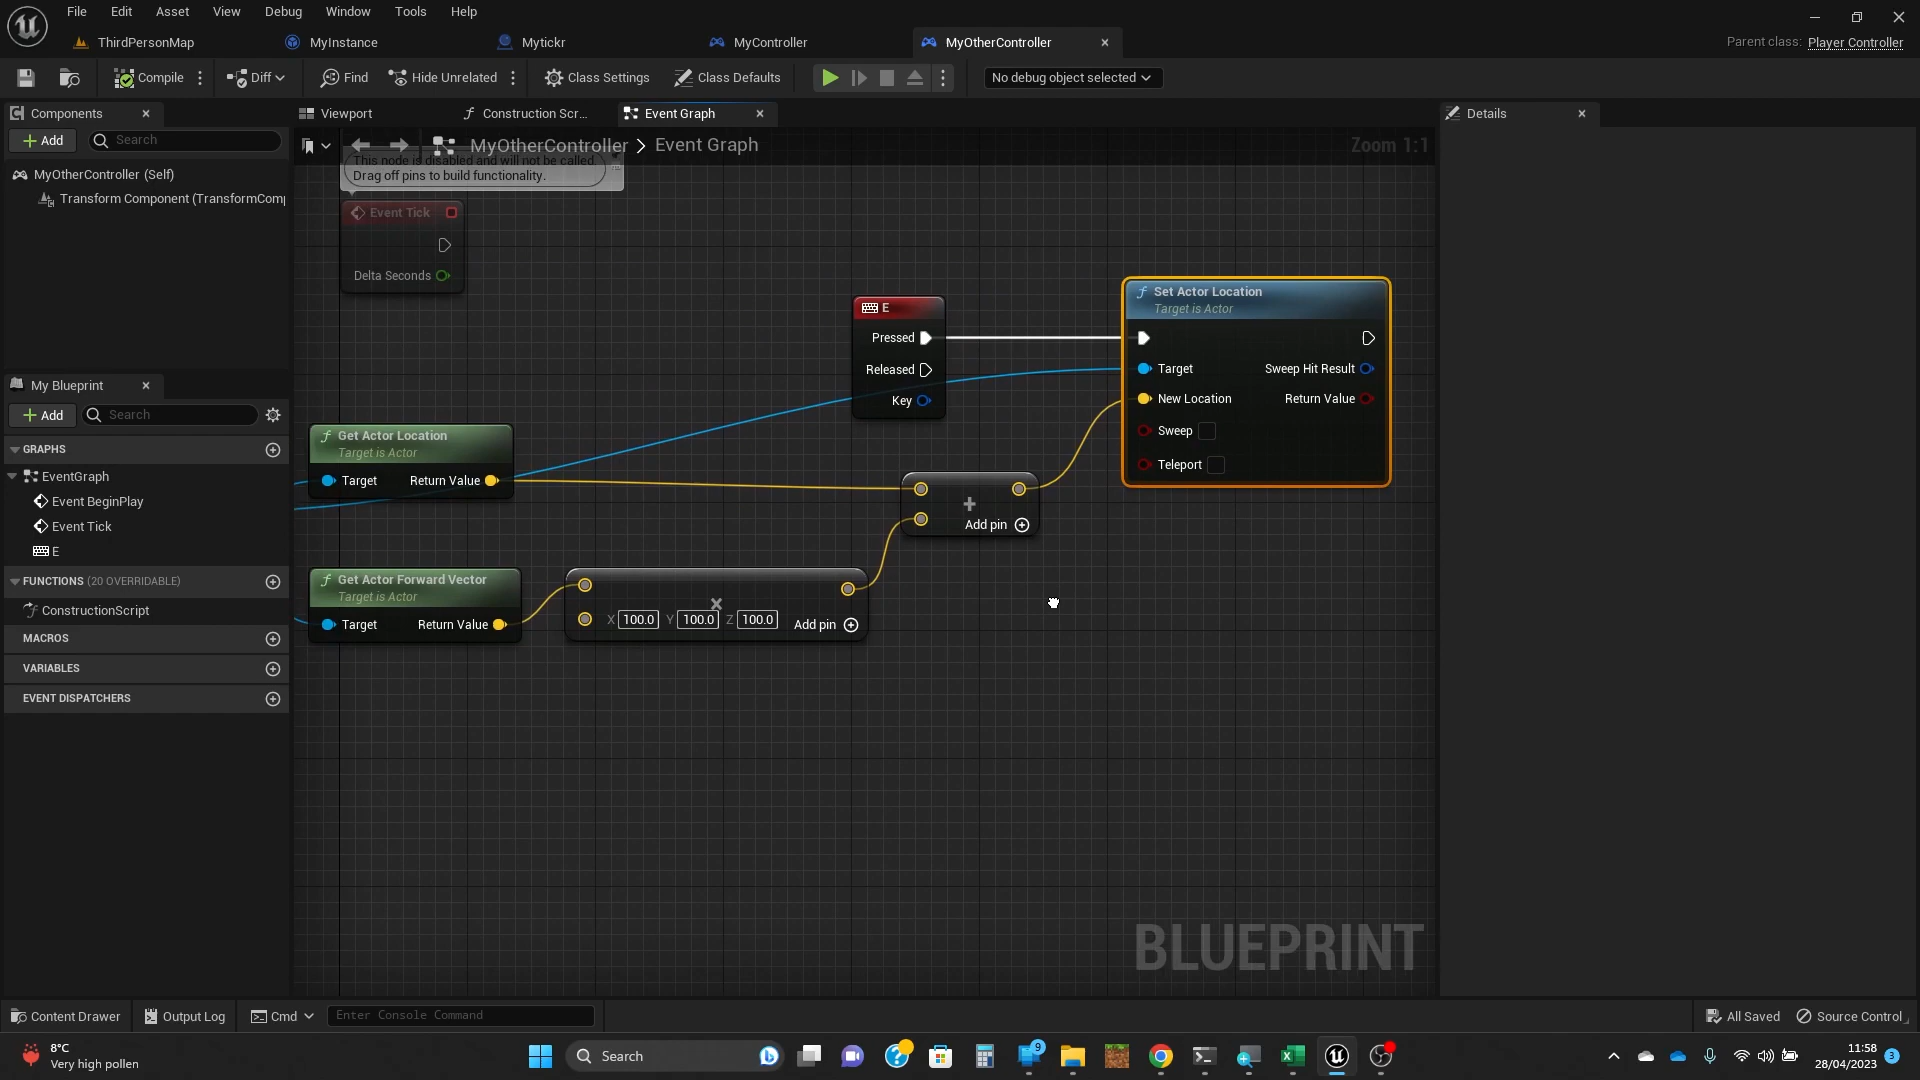 File Edit Asset View Debug Window Tools Help
ThirdPersonMap MyInstance Mytickr MyController MyOtherController
Parent class: Player Controller
Compile Diff Find Hide Unrelated Class Settings Class Defaults No debug object selected
Components
Add Search
MyOtherController (Self)
Transform Component (TransformComp
My Blueprint
Add Search
GRAPHS
EventGraph
Event BeginPlay
Event Tick
E
FUNCTIONS (20 OVERRIDABLE)
ConstructionScript
MACROS
VARIABLES
EVENT DISPATCHERS
Viewport Construction Scr... Event Graph
MyOtherController > Event Graph
Zoom 1:1
This node is disabled and will not be called.
Drag off pins to build functionality.
Event Tick
Delta Seconds
E
Pressed
Released
Key
Set Actor Location
Target is Actor
Target Sweep Hit Result
New Location Return Value
Sweep
Teleport
Get Actor Location
Target is Actor
Target Return Value
+
Add pin
Get Actor Forward Vector
Target is Actor
Target Return Value
X 100.0 Y 100.0 Z 100.0 Add pin
BLUEPRINT
Details
Content Drawer Output Log Cmd Enter Console Command All Saved Source Control
8°C
Very high pollen
Search
9
11:58
28/04/2023
3